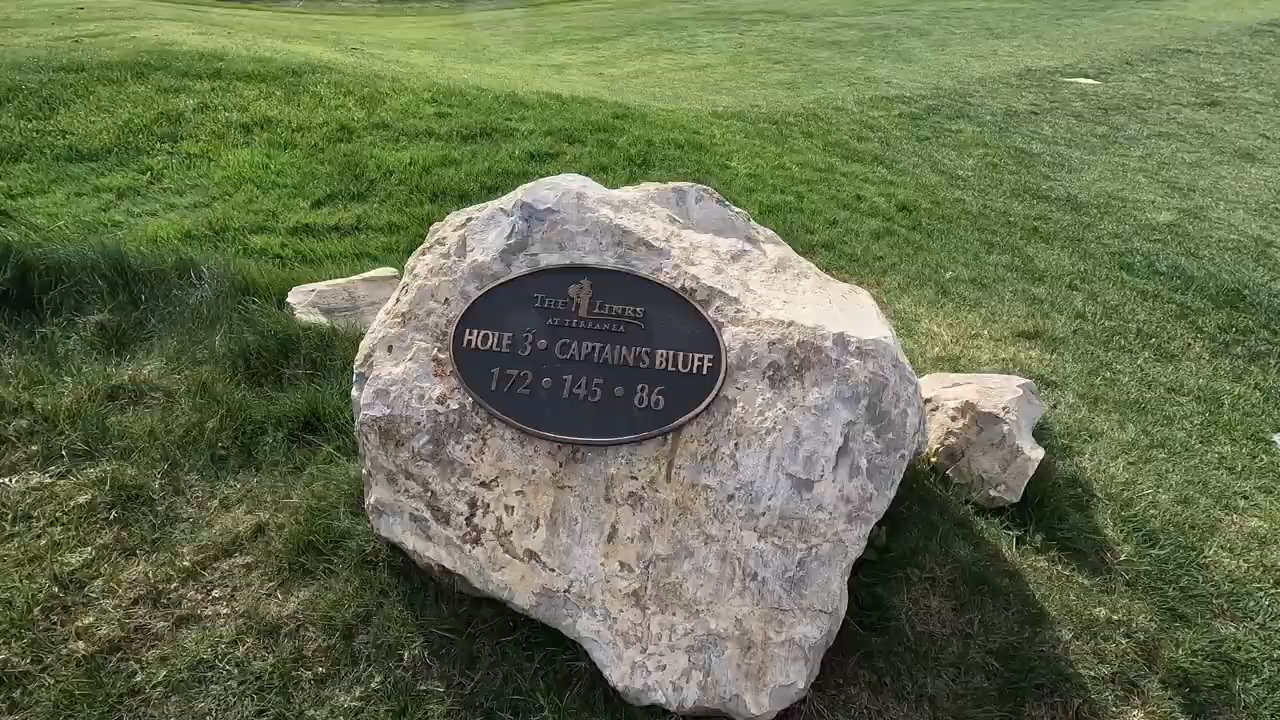 THE LINKS
AT TERRANEA
HOLE 3 • CAPTAIN'S BLUFF
172 • 145 • 86